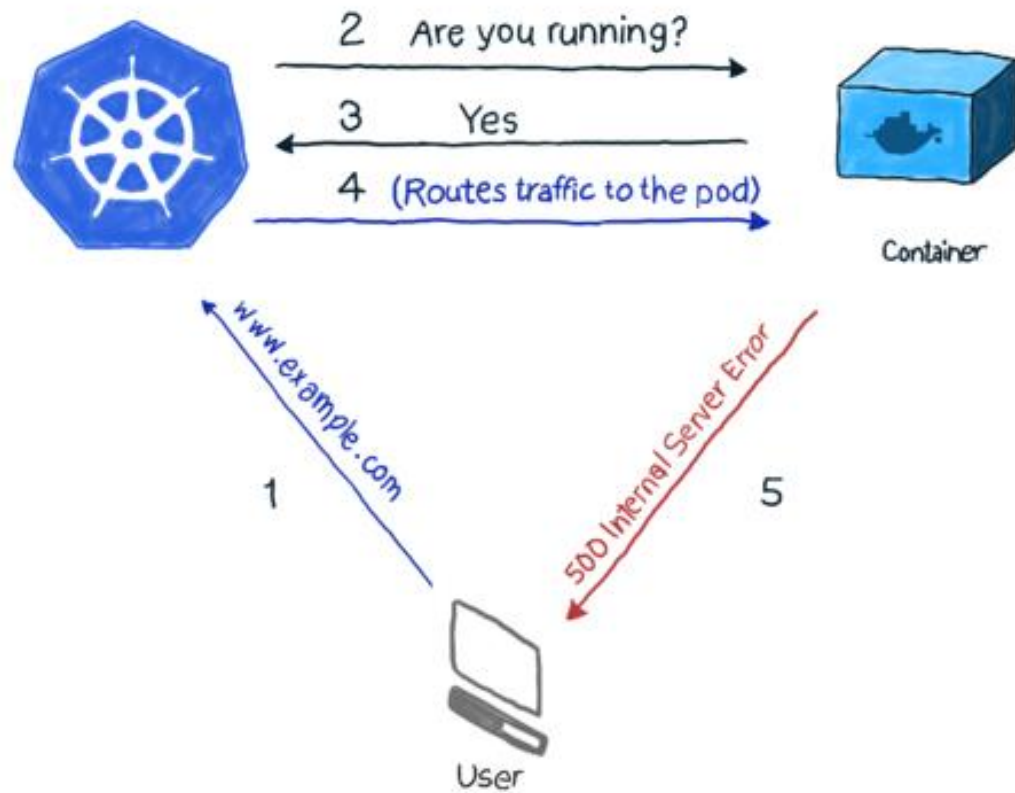 2 Are you running?
3 Yes
4 (Routes traffic to the pod)
Container
www.example.com
500 Internal Server Error
1
5
User